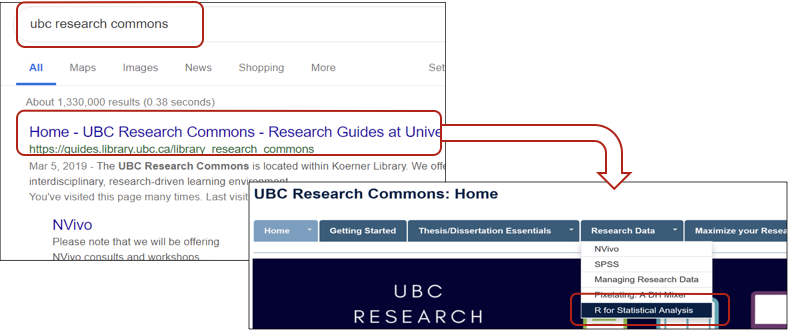 ubc research commons
All Maps Images News Shopping More Set
About 1,330,000 results (0.38 seconds)
Home - UBC Research Commons - Research Guides at Unive
https://guides.library.ubc.ca/library_research_commons
Mar 5, 2019 - The UBC Research Commons is located within Koerner Library. We offe
interdisciplinary, research-driven learning environment
You've visited this page many times. Last visit
NVivo
Please note that we will be offering
NVivo consults and workshops
UBC Research Commons: Home
Home Getting Started Thesis/Dissertation Essentials Research Data Maximize your Resea
NVivo
SPSS
Managing Research Data
Pixelating: A DH Mixer
R for Statistical Analysis
UBC
RESEARCH